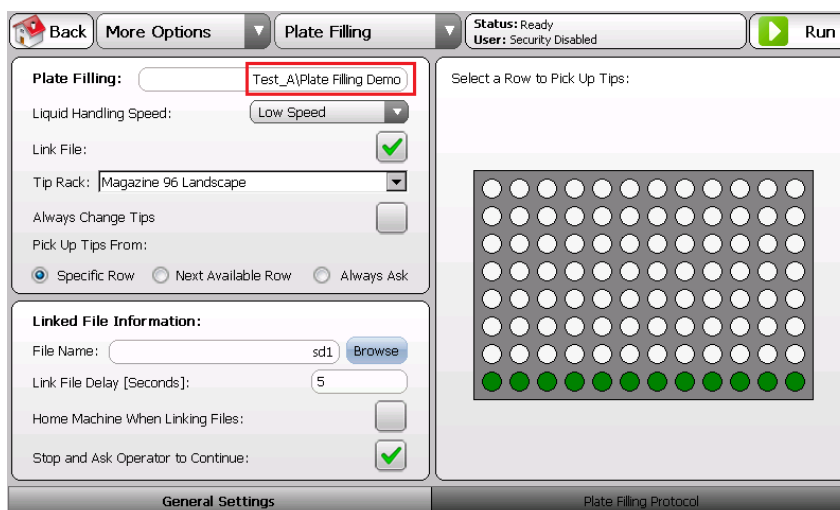 Back
More Options
Plate Filling
Status: Ready
User: Security Disabled
Run
Plate Filling:
Test_A\Plate Filling Demo
Liquid Handling Speed:
Low Speed
Link File:
Tip Rack:
Magazine 96 Landscape
Always Change Tips
Pick Up Tips From:
Specific Row
Next Available Row
Always Ask
Linked File Information:
File Name:
sd1
Browse
Link File Delay [Seconds]:
5
Home Machine When Linking Files:
Stop and Ask Operator to Continue:
Select a Row to Pick Up Tips:
General Settings
Plate Filling Protocol